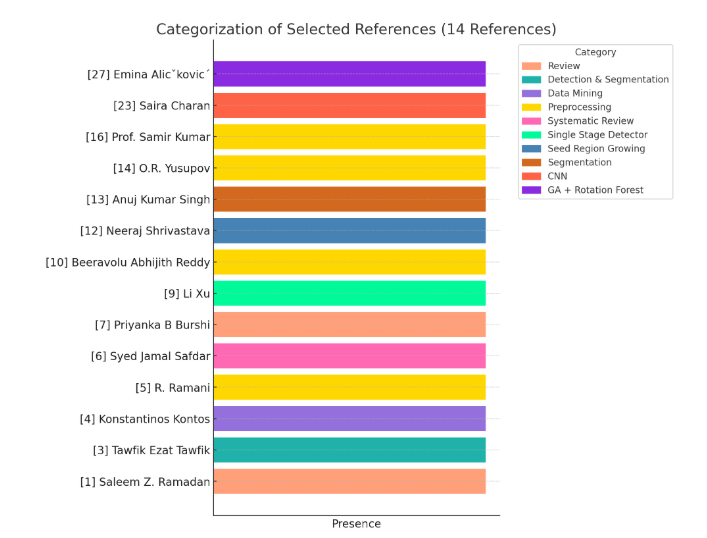 Categorization of Selected References (14 References)
[27] Emina Alicˇkovic´
[23] Saira Charan
[16] Prof. Samir Kumar
[14] O.R. Yusupov
[13] Anuj Kumar Singh
[12] Neeraj Shrivastava
[10] Beeravolu Abhijith Reddy
[9] Li Xu
[7] Priyanka B Burshi
[6] Syed Jamal Safdar
[5] R. Ramani
[4] Konstantinos Kontos
[3] Tawfik Ezat Tawfik
[1] Saleem Z. Ramadan
Presence
Category
Review
Detection & Segmentation
Data Mining
Preprocessing
Systematic Review
Single Stage Detector
Seed Region Growing
Segmentation
CNN
GA + Rotation Forest